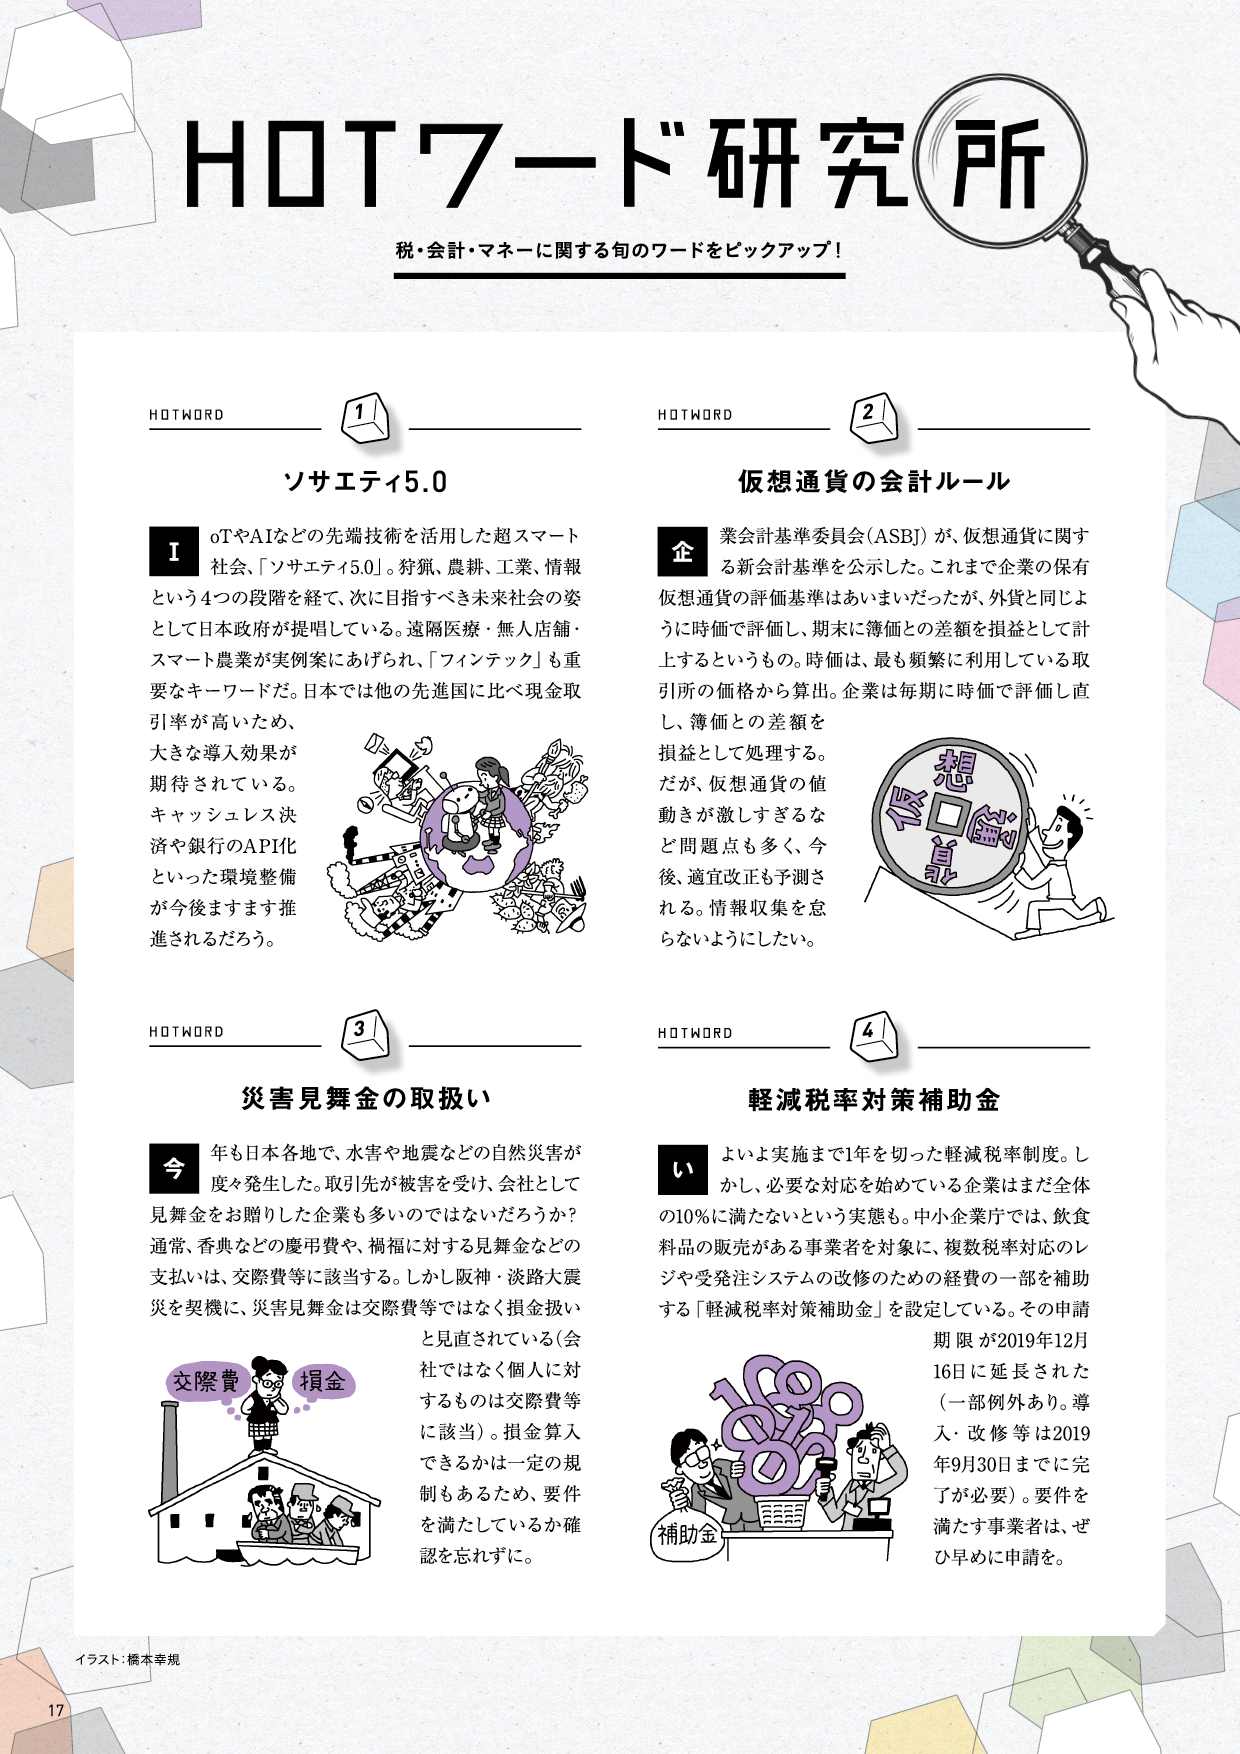 HOTワード研究所
税・会計・マネーに関する旬のワードをピックアップ!
HOTWORD 1
ソサエティ5.0
IoTやAIなどの先端技術を活用した超スマート
社会、「ソサエティ5.0」。狩猟、農耕、工業、情報
という4つの段階を経て、次に目指すべき未来社会の姿
として日本政府が提唱している。遠隔医療・無人店舗・
スマート農業が実例案にあげられ、「フィンテック」も重
要なキーワードだ。日本では他の先進国に比べ現金取
引率が高いため、
大きな導入効果が
期待されている。
キャッシュレス決
済や銀行のAPI化
といった環境整備
が今後ますます推
進されるだろう。
HOTWORD 2
仮想通貨の会計ルール
企業会計基準委員会(ASBJ)が、仮想通貨に関す
る新会計基準を公示した。これまで企業の保有
仮想通貨の評価基準はあいまいだったが、外貨と同じよ
うに時価で評価し、期末に簿価との差額を損益として計
上するというもの。時価は、最も頻繁に利用している取
引所の価格から算出。企業は毎期に時価で評価し直
し、簿価との差額を
損益として処理する。
だが、仮想通貨の値
動きが激しすぎるな
ど問題点も多く、今
後、適宜改正も予測さ
れる。情報収集を怠
らないようにしたい。
仮想通貨
HOTWORD 3
災害見舞金の取扱い
今年も日本各地で、水害や地震などの自然災害が
度々発生した。取引先が被害を受け、会社として
見舞金をお贈りした企業も多いのではないだろうか?
通常、香典などの慶弔費や、禍福に対する見舞金などの
支払いは、交際費等に該当する。しかし阪神・淡路大震
災を契機に、災害見舞金は交際費等ではなく損金扱い
と見直されている(会
社ではなく個人に対
するものは交際費等
に該当)。損金算入
できるかは一定の規
制もあるため、要件
を満たしているか確
認を忘れずに。
交際費
損金
HOTWORD 4
軽減税率対策補助金
いよいよ実施まで1年を切った軽減税率制度。し
かし、必要な対応を始めている企業はまだ全体
の10%に満たないという実態も。中小企業庁では、飲食
料品の販売がある事業者を対象に、複数税率対応のレ
ジや受発注システムの改修のための経費の一部を補助
する「軽減税率対策補助金」を設定している。その申請
期限が2019年12月
16日に延長された
(一部例外あり。導
入・改修等は2019
年9月30日までに完
了が必要)。要件を
満たす事業者は、ぜ
ひ早めに申請を。
補助金
イラスト:橋本幸規
17